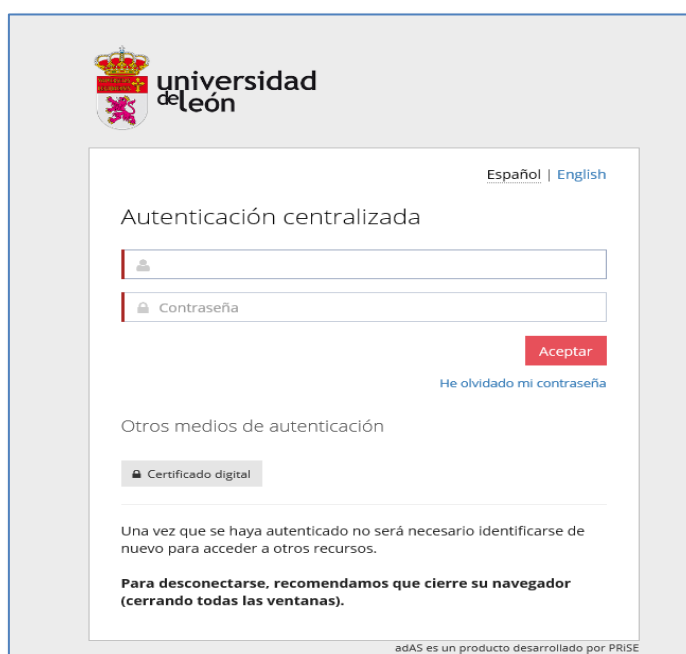 universidad
de león
Español | English
Autenticación centralizada
Contraseña
Aceptar
He olvidado mi contraseña
Otros medios de autenticación
Certificado digital
Una vez que se haya autenticado no será necesario identificarse de
nuevo para acceder a otros recursos.
Para desconectarse, recomendamos que cierre su navegador
(cerrando todas las ventanas).
adAS es un producto desarrollado por PRiSE